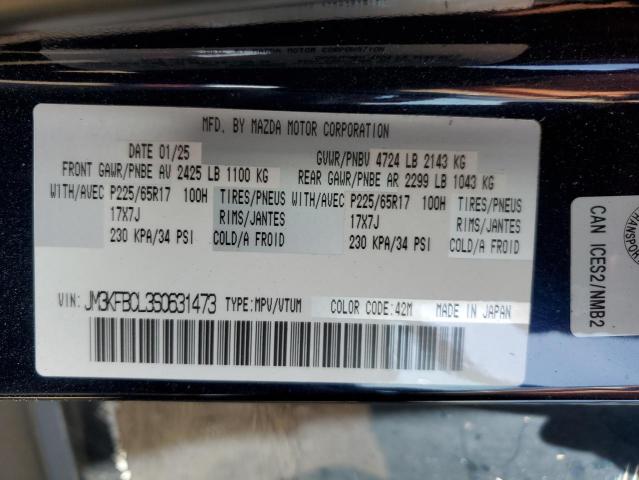 MFD. BY MAZDA MOTOR CORPORATION
DATE 01/25 GVWR/PNBV 4724 LB 2143 KG
FRONT GAWR/PNBE AV 2425 LB 1100 KG REAR GAWR/PNBE AR 2299 LB 1043 KG
WITH/AVEC P225/65R17 100H TIRES/PNEUS WITH/AVEC P225/65R17 100H TIRES/PNEUS
17X7J RIMS/JANTES 17X7J RIMS/JANTES
230 KPA/34 PSI COLD/A FROID 230 KPA/34 PSI COLD/A FROID
VIN: JM3KFBCL3S0631473 TYPE:MPV/VTUM COLOR CODE:42M MADE IN JAPAN
CAN ICES2/NMB2